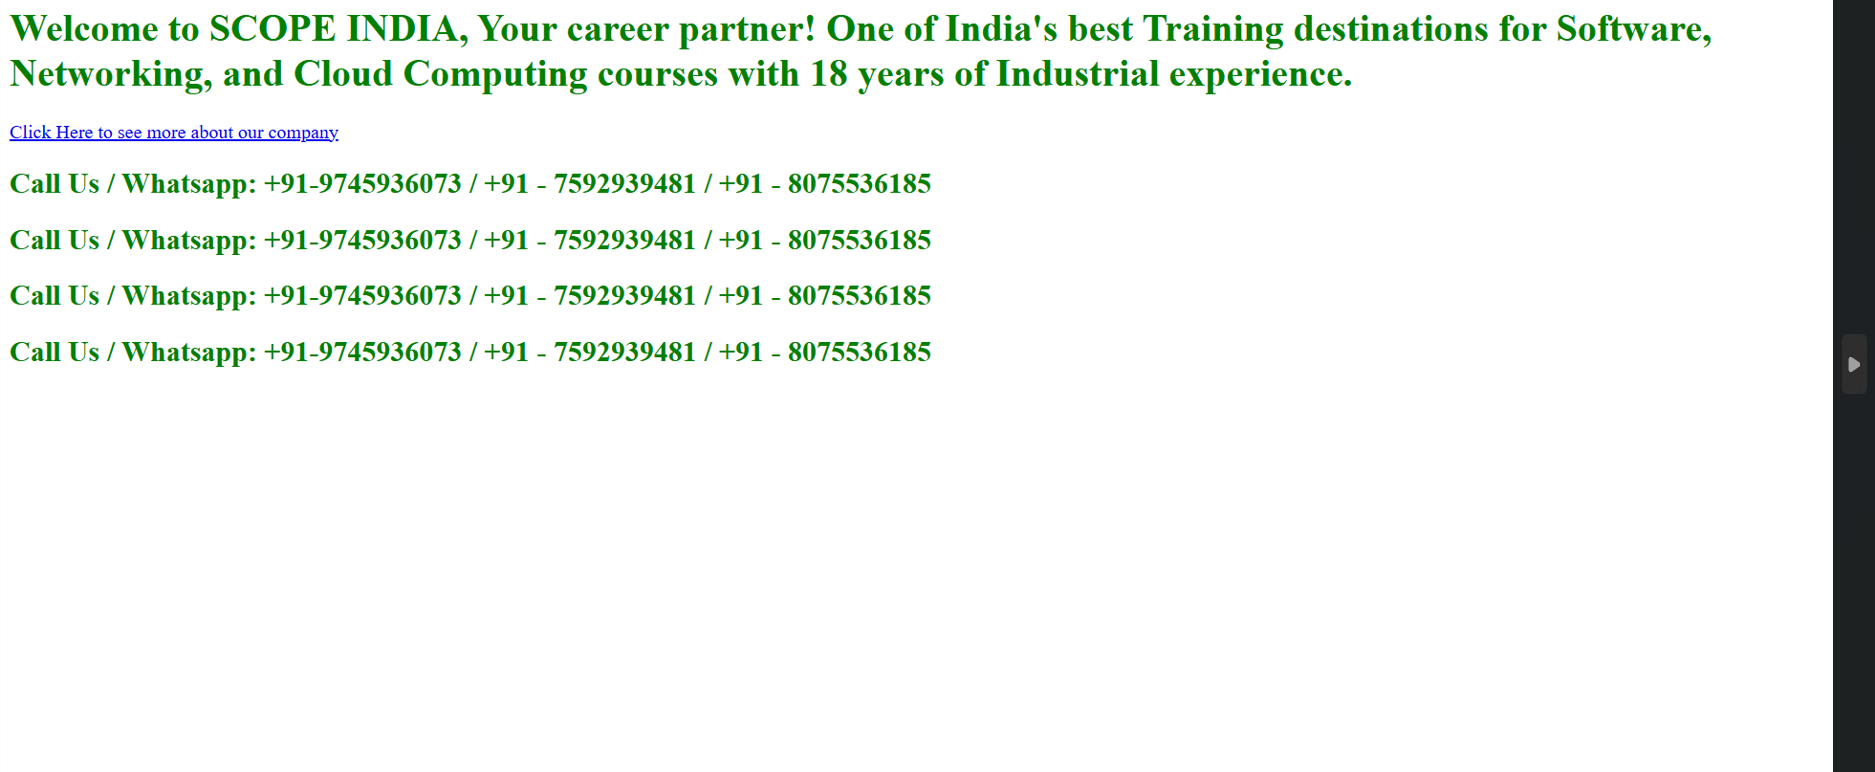 Welcome to SCOPE INDIA, Your career partner! One of India's best Training destinations for Software,
Networking, and Cloud Computing courses with 18 years of Industrial experience.
Click Here to see more about our company
Call Us / Whatsapp: +91-9745936073 / +91 - 7592939481 / +91 - 8075536185
Call Us / Whatsapp: +91-9745936073 / +91 - 7592939481 / +91 - 8075536185
Call Us / Whatsapp: +91-9745936073 / +91 - 7592939481 / +91 - 8075536185
Call Us / Whatsapp: +91-9745936073 / +91 - 7592939481 / +91 - 8075536185